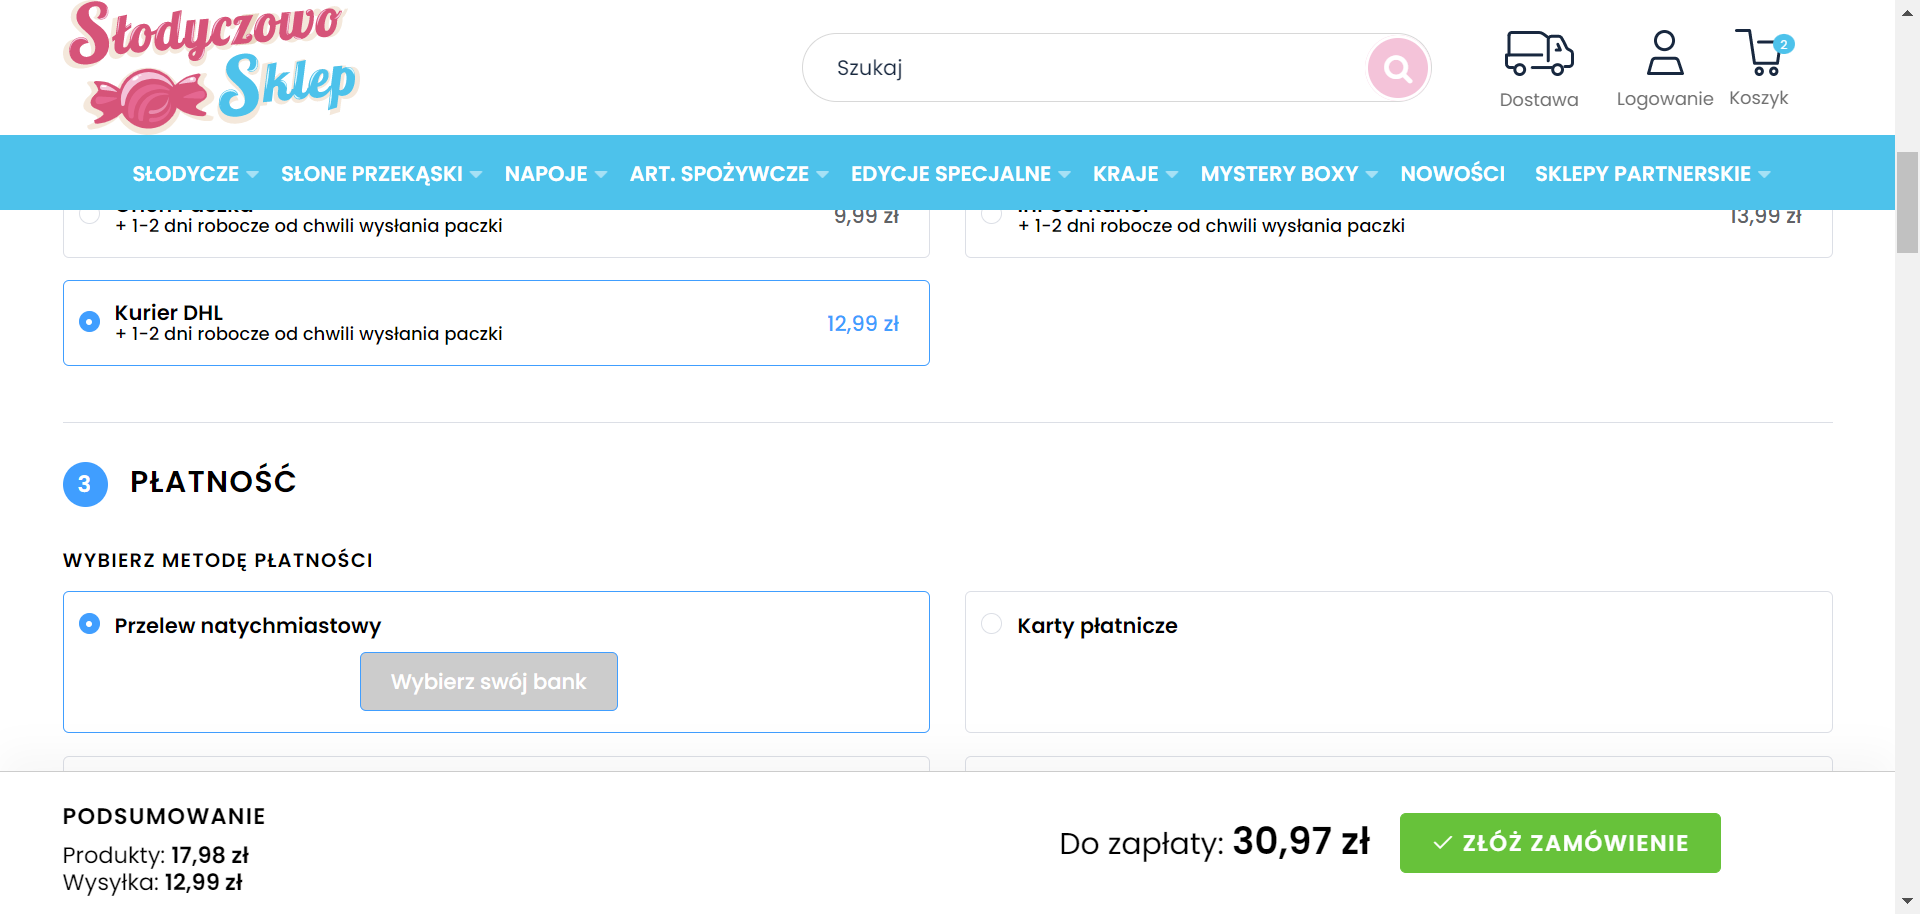 Słodyczowo
Sklep
Szukaj
2
Dostawa
Logowanie
Koszyk
SŁODYCZE
SŁONE PRZEKĄSKI
NAPOJE
ART. SPOŻYWCZE
EDYCJE SPECJALNE
KRAJE
MYSTERY BOXY
NOWOŚCI
SKLEPY PARTNERSKIE
9,99 zł
+ 1-2 dni robocze od chwili wysłania paczki
13,99 zł
+ 1-2 dni robocze od chwili wysłania paczki
Kurier DHL
+ 1-2 dni robocze od chwili wysłania paczki
12,99 zł
3 PŁATNOŚĆ
WYBIERZ METODĘ PŁATNOŚCI
Przelew natychmiastowy
Wybierz swój bank
Karty płatnicze
PODSUMOWANIE
Produkty: 17,98 zł
Wysyłka: 12,99 zł
Do zapłaty: 30,97 zł
ZŁÓŻ ZAMÓWIENIE